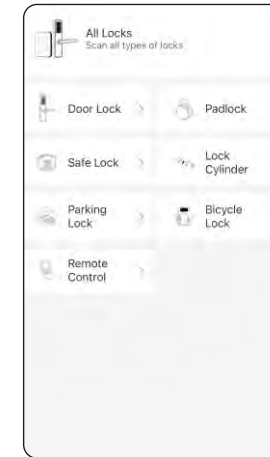 All Locks
Scan all types of locks
Door Lock
Padlock
Safe Lock
Lock
Cylinder
Parking
Lock
Bicycle
Lock
Remote
Control